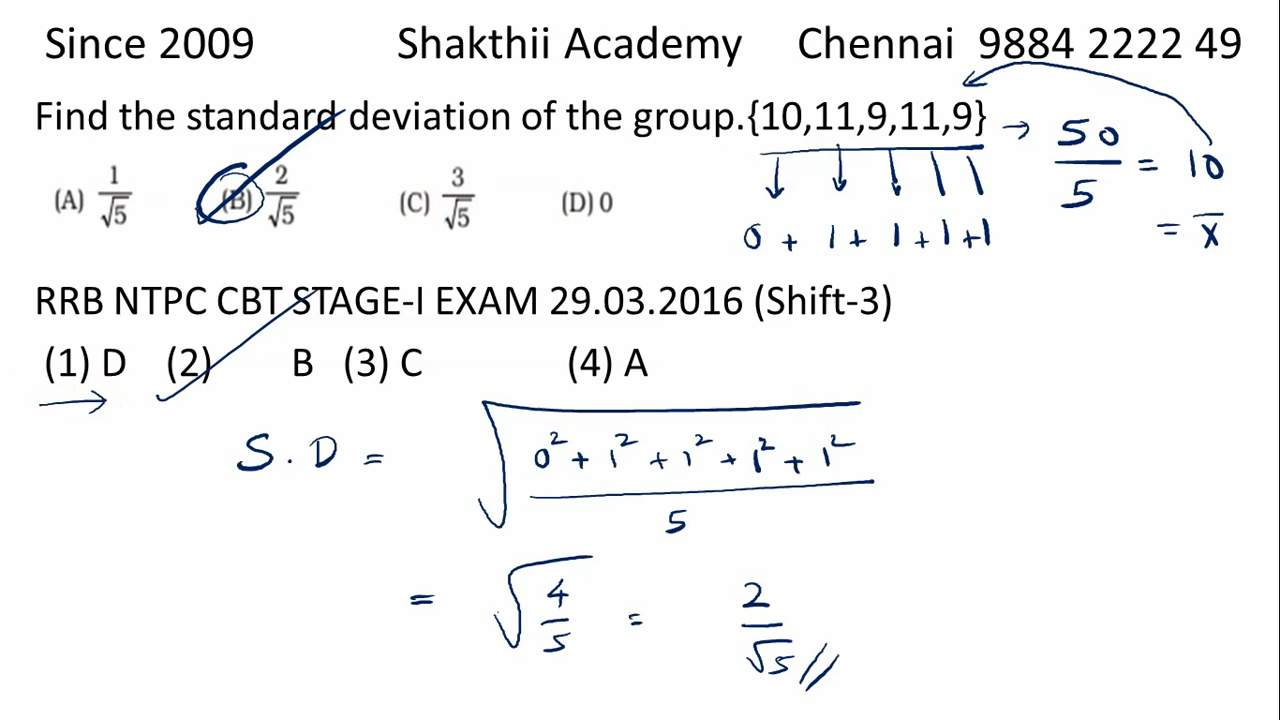 Since 2009 Shakthii Academy Chennai 9884 2222 49
Find the standard deviation of the group.{10,11,9,11,9} → 50/5 = 10
(A) 1/√5 (B) 2/√5 (C) 3/√5 (D) 0
0 + 1 + 1 + 1 + 1 = x̅
RRB NTPC CBT STAGE-I EXAM 29.03.2016 (Shift-3)
(1) D (2) B (3) C (4) A
S.D = √(0² + 1² + 1² + 1² + 1²)/5
= √4/5 = 2/√5 //